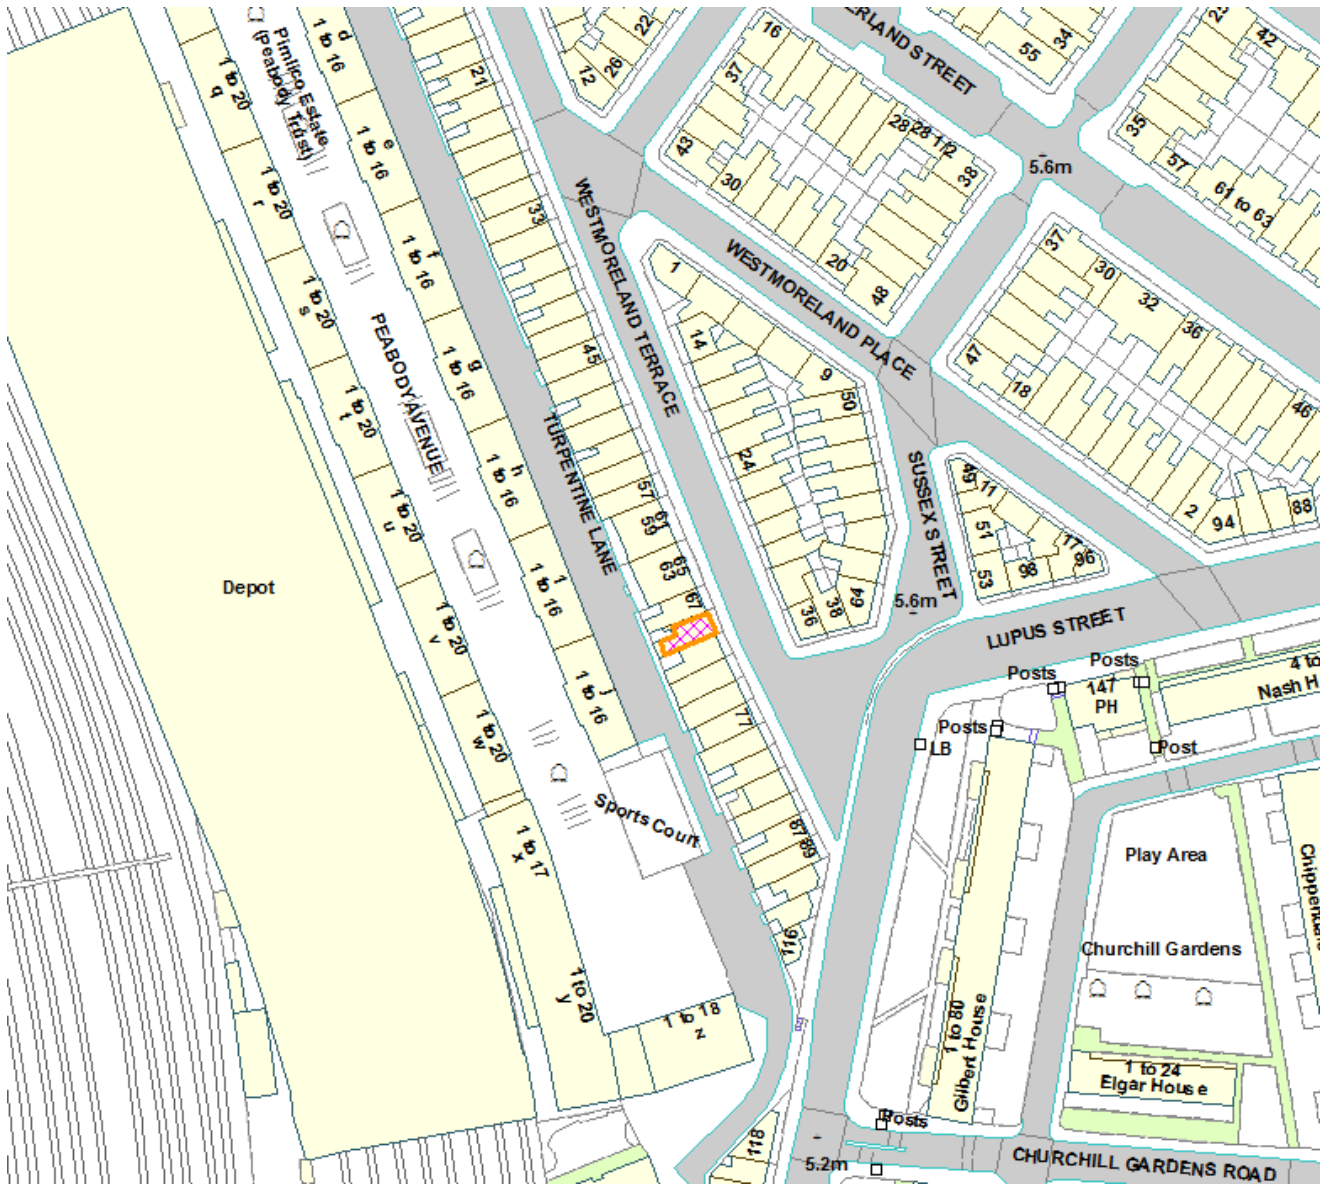 d
1 to 16
Pimlico Estate
(Peabody Trust)
1 to 20
q
e
1 to 16
1 to 20
r
f
1 to 16
1 to 20
s
g
1 to 16
1 to 20
t
h
1 to 16
1 to 20
u
1 to 16
1 to 20
v
j
1 to 16
1 to 20
w
1 to 17
x
1 to 20
y
1 to 18
z
PEABODY AVENUE
TURPENTINE LANE
Depot
Sports Court
21
33
45
57
59
61
63
65
67
77
87
89
116
118
12
26
22
WESTMORELAND TERRACE
WESTMORELAND PLACE
SUSSEX STREET
LUPUS STREET
ERLAND STREET
16
37
43
30
28
28 1/2
38
20
48
55
34
42
35
57
61 to 63
5.6m
37
30
32
36
46
47
18
2
94
88
1
14
9
50
24
36
38
64
5.6m
49
11
51
53
98
17
96
Posts
Posts
147
PH
4 to
Nash H
Posts
LB
Post
Play Area
Churchill Gardens
1 to 80
Gilbert House
1 to 24
Elgar House
Posts
5.2m
CHURCHILL GARDENS ROAD